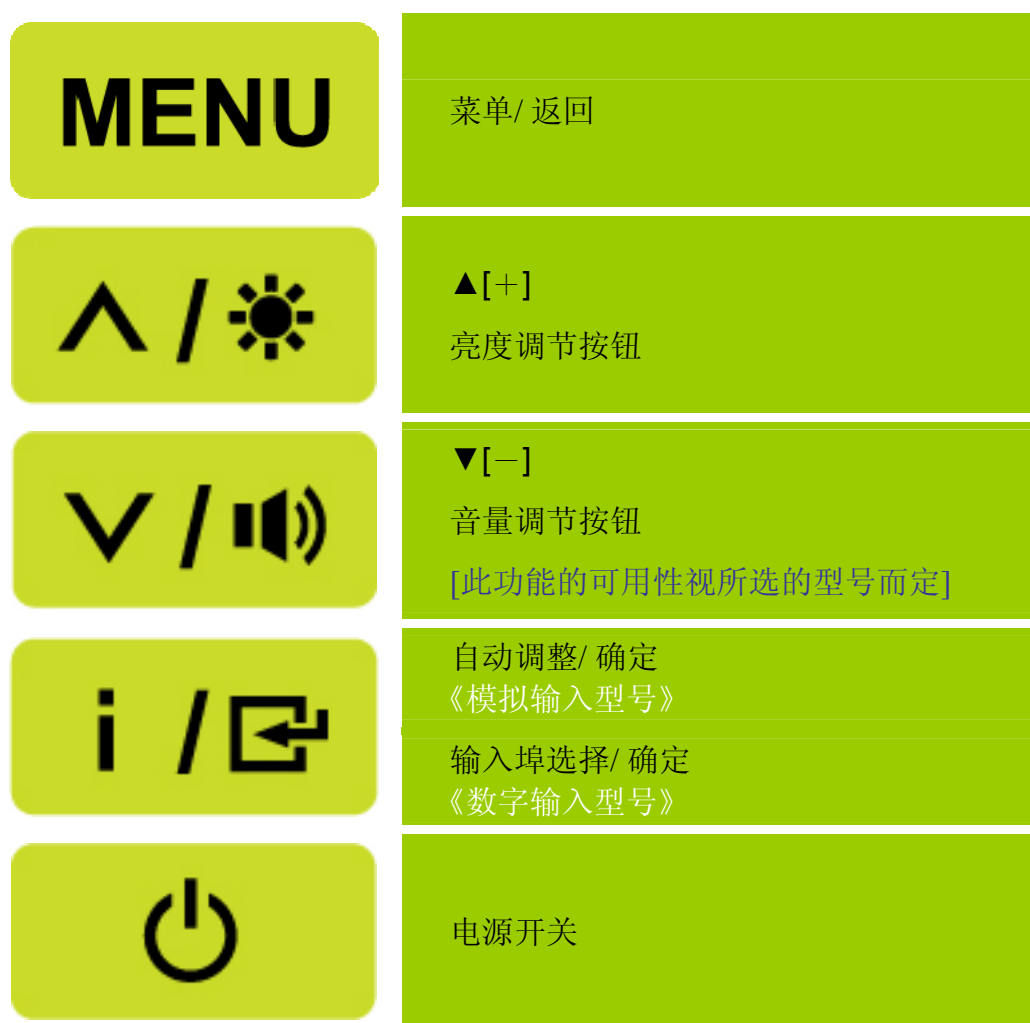 MENU
菜单/ 返回
/
▲[+]
亮度调节按钮
/
▼[−]
音量调节按钮
[此功能的可用性视所选的型号而定]
i /
自动调整/ 确定
《模拟输入型号》
输入埠选择/ 确定
《数字输入型号》
电源开关